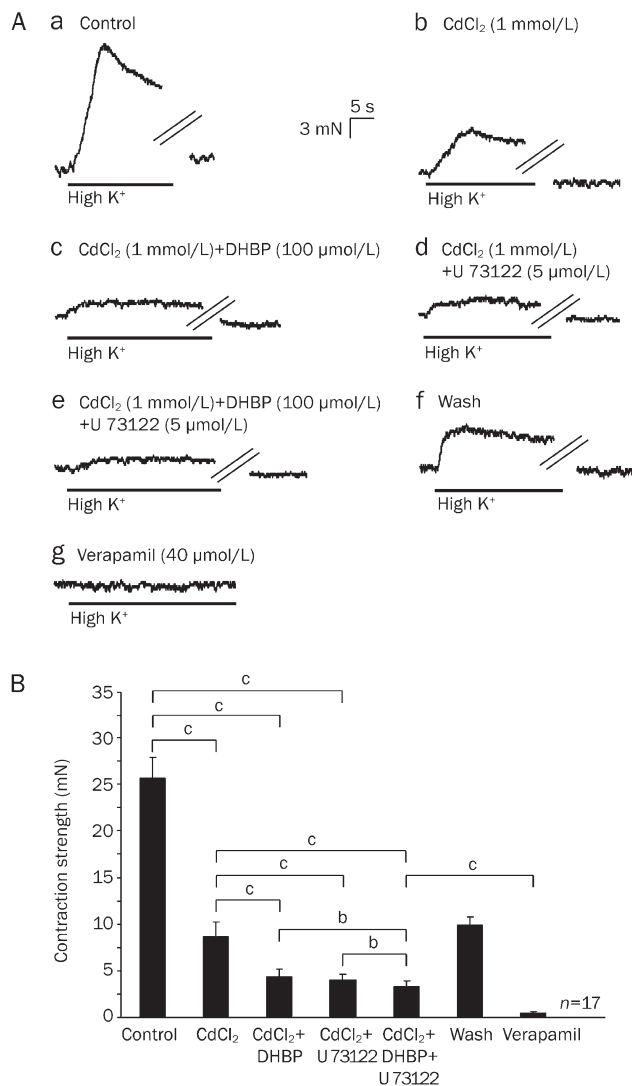 A
a Control
High K⁺
5 s
3 mN
b CdCl₂ (1 mmol/L)
High K⁺
c CdCl₂ (1 mmol/L)+DHBP (100 µmol/L)
High K⁺
d CdCl₂ (1 mmol/L)
+U 73122 (5 µmol/L)
High K⁺
e CdCl₂ (1 mmol/L)+DHBP (100 µmol/L)
+U 73122 (5 µmol/L)
High K⁺
f Wash
High K⁺
g Verapamil (40 µmol/L)
High K⁺
B
Contraction strength (mN)
35
30
25
20
15
10
5
0
c
c
c
c
c
c
c
b
b
n=17
Control
CdCl₂
CdCl₂+
DHBP
CdCl₂+
U 73122
CdCl₂+
DHBP+
U 73122
Wash
Verapamil